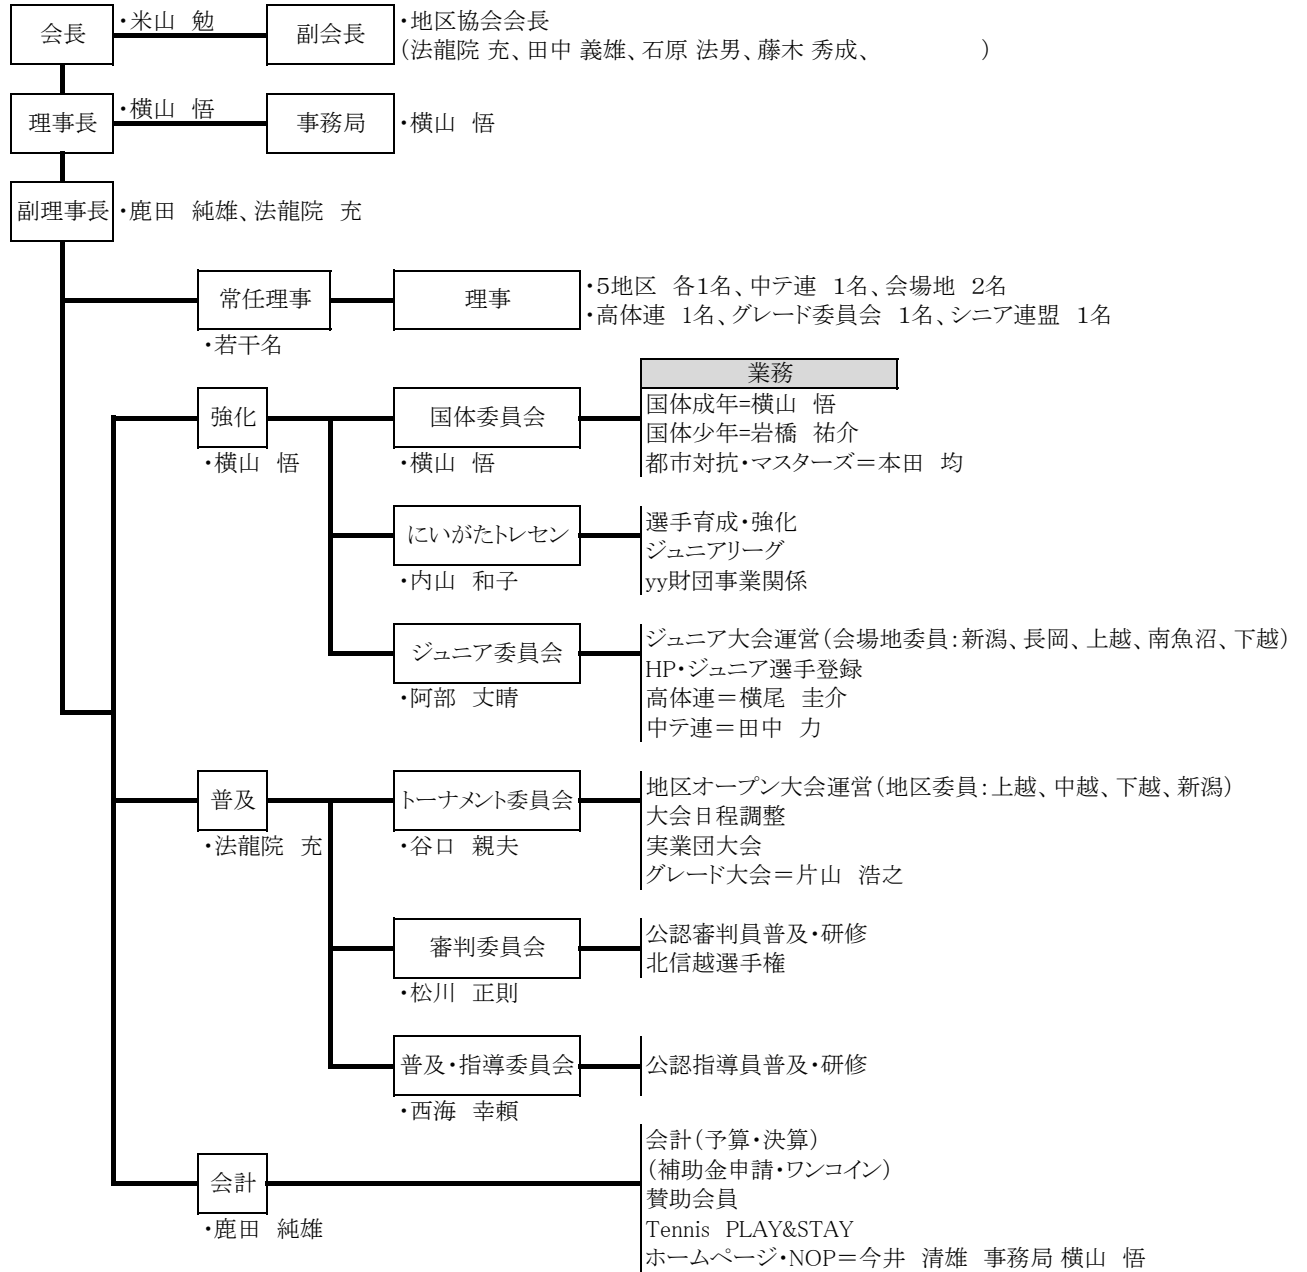 会長
・米山　勉
副会長
・地区協会会長
(法龍院 充、田中 義雄、石原 法男、藤木 秀成、　　　　　)
理事長
・横山　悟
事務局
・横山　悟
副理事長
・鹿田　純雄、法龍院　充
常任理事
・若干名
理事
・5地区　各1名、中テ連　1名、会場地　2名
・高体連　1名、グレード委員会　1名、シニア連盟　1名
業務
強化
・横山　悟
国体委員会
・横山　悟
国体成年=横山　悟
国体少年=岩橋　祐介
都市対抗・マスターズ＝本田　均
にいがたトレセン
・内山　和子
選手育成・強化
ジュニアリーグ
yy財団事業関係
ジュニア委員会
・阿部　丈晴
ジュニア大会運営（会場地委員：新潟、長岡、上越、南魚沼、下越）
HP・ジュニア選手登録
高体連＝横尾　圭介
中テ連＝田中　力
普及
・法龍院　充
トーナメント委員会
・谷口　親夫
地区オープン大会運営（地区委員：上越、中越、下越、新潟）
大会日程調整
実業団大会
グレード大会＝片山　浩之
審判委員会
・松川　正則
公認審判員普及・研修
北信越選手権
普及・指導委員会
・西海　幸頼
公認指導員普及・研修
会計
・鹿田　純雄
会計（予算・決算）
（補助金申請・ワンコイン）
賛助会員
Tennis　PLAY&STAY
ホームページ・NOP＝今井　清雄 事務局 横山　悟